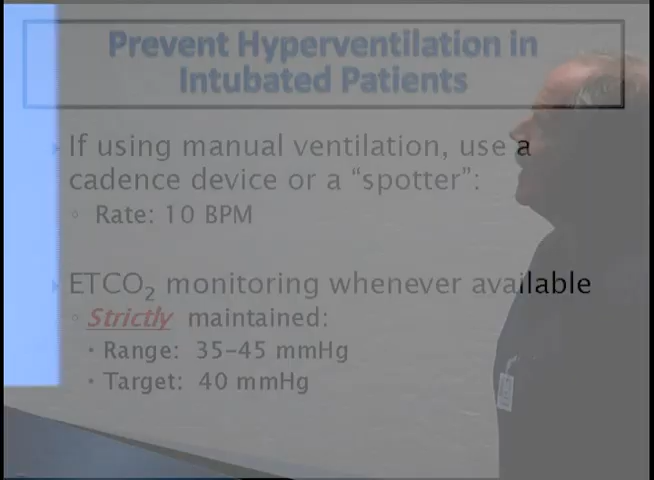 Prevent Hyperventilation in
Intubated Patients
If using manual ventilation, use a
cadence device or a “spotter”:
◦ Rate: 10 BPM
ETCO₂ monitoring whenever available
◦ Strictly maintained:
• Range: 35-45 mmHg
• Target: 40 mmHg